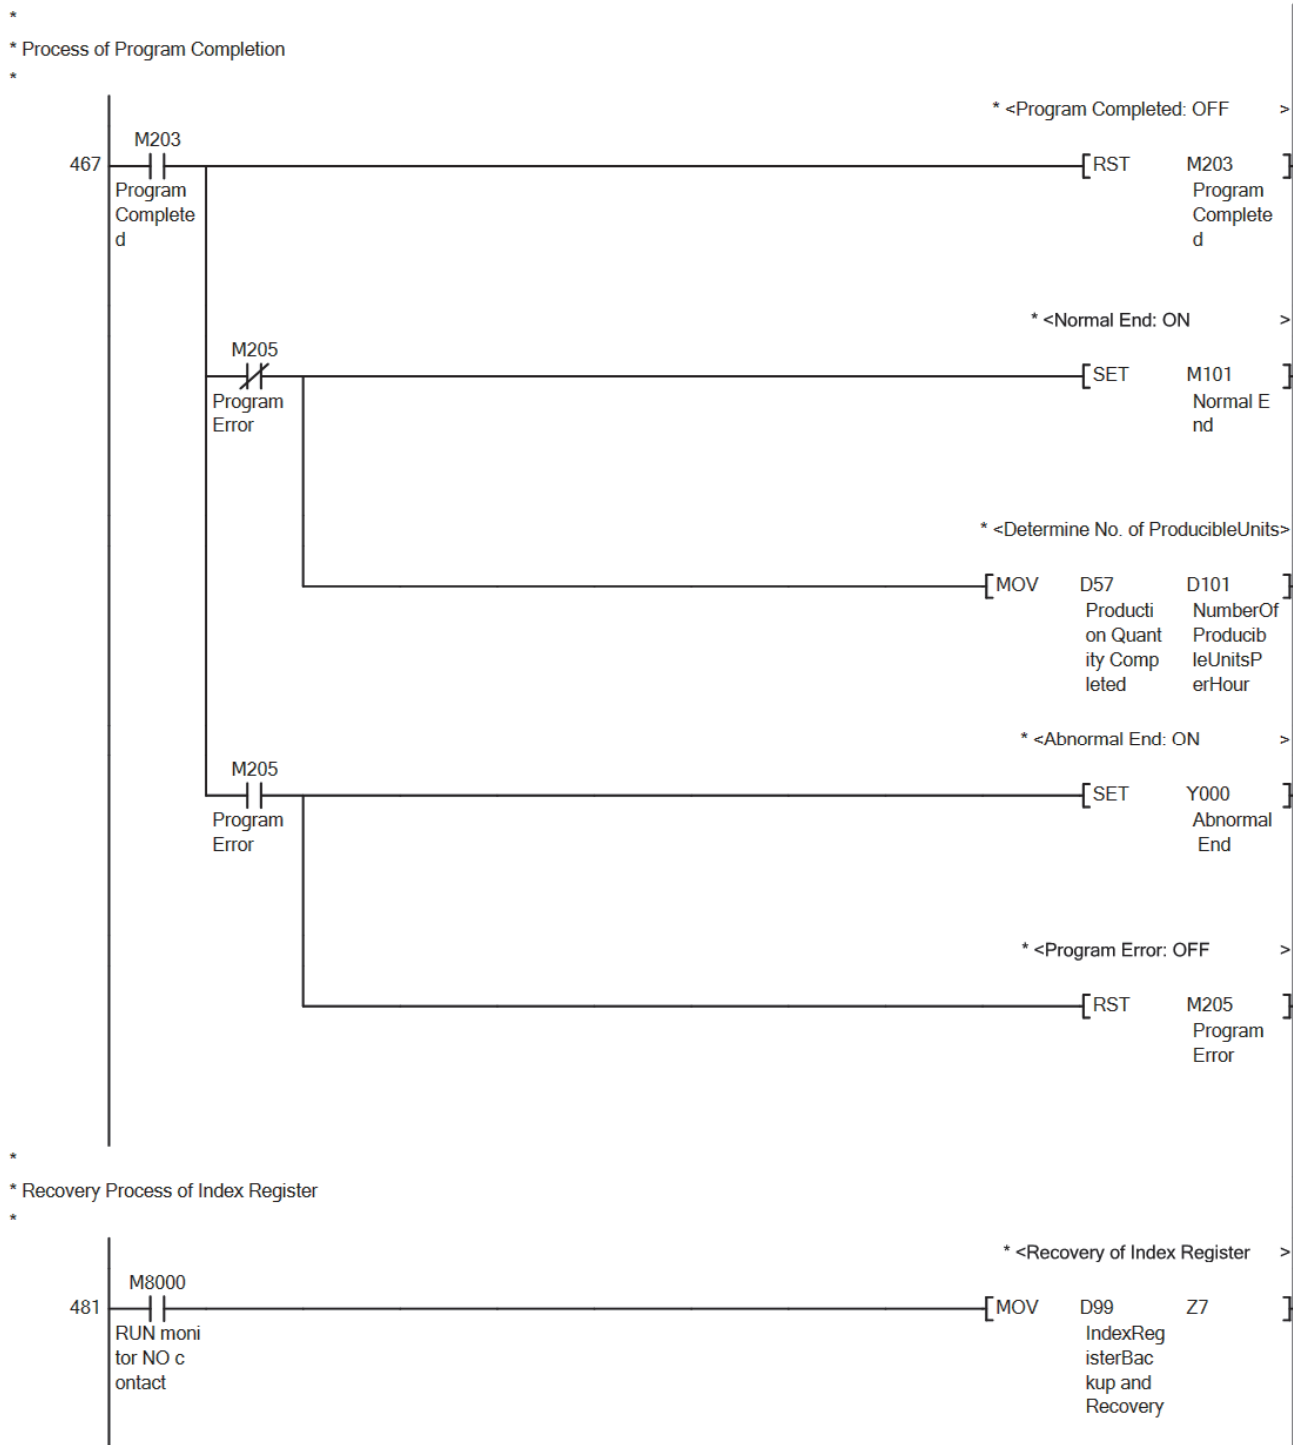 *
* Process of Program Completion
*
* <Program Completed: OFF >
M203
467
RST M203
Program
Complete
d
Program
Complete
d
* <Normal End: ON >
M205
SET M101
Program
Error
Normal E
nd
* <Determine No. of ProducibleUnits>
MOV D57 D101
Producti
on Quant
ity Comp
leted
NumberOf
Producib
leUnitsP
erHour
* <Abnormal End: ON >
M205
SET Y000
Program
Error
Abnormal
End
* <Program Error: OFF >
RST M205
Program
Error
*
* Recovery Process of Index Register
*
* <Recovery of Index Register >
M8000
481
MOV D99 Z7
RUN moni
tor NO c
ontact
IndexReg
isterBac
kup and
Recovery